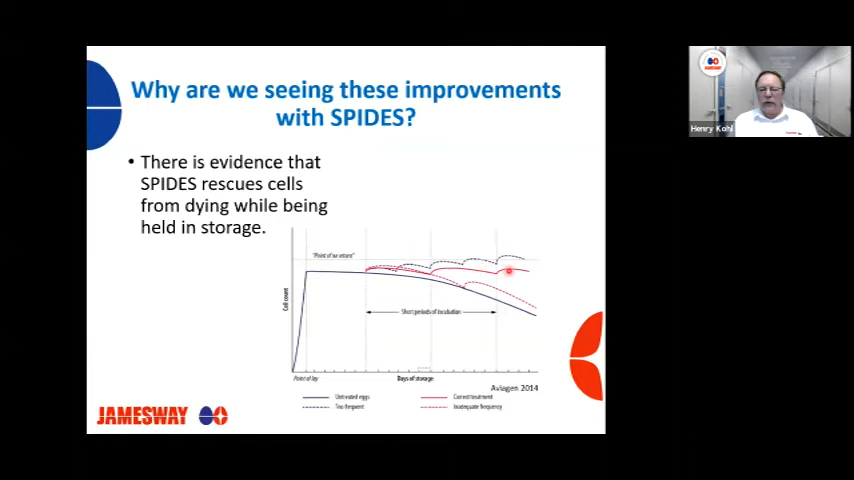 Why are we seeing these improvements
with SPIDES?
• There is evidence that
SPIDES rescues cells
from dying while being
held in storage.
"Point of no return"
Cell count
Short periods of incubation
Point of lay
Days of storage
Aviagen 2014
Untreated eggs
Correct treatment
Too frequent
Inadequate frequency
JAMESWAY
JAMESWAY
Henry Kohl